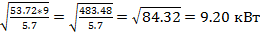 √(53.72*9/5.7) = √(483.48/5.7) = √84.32 = 9.20 кВт